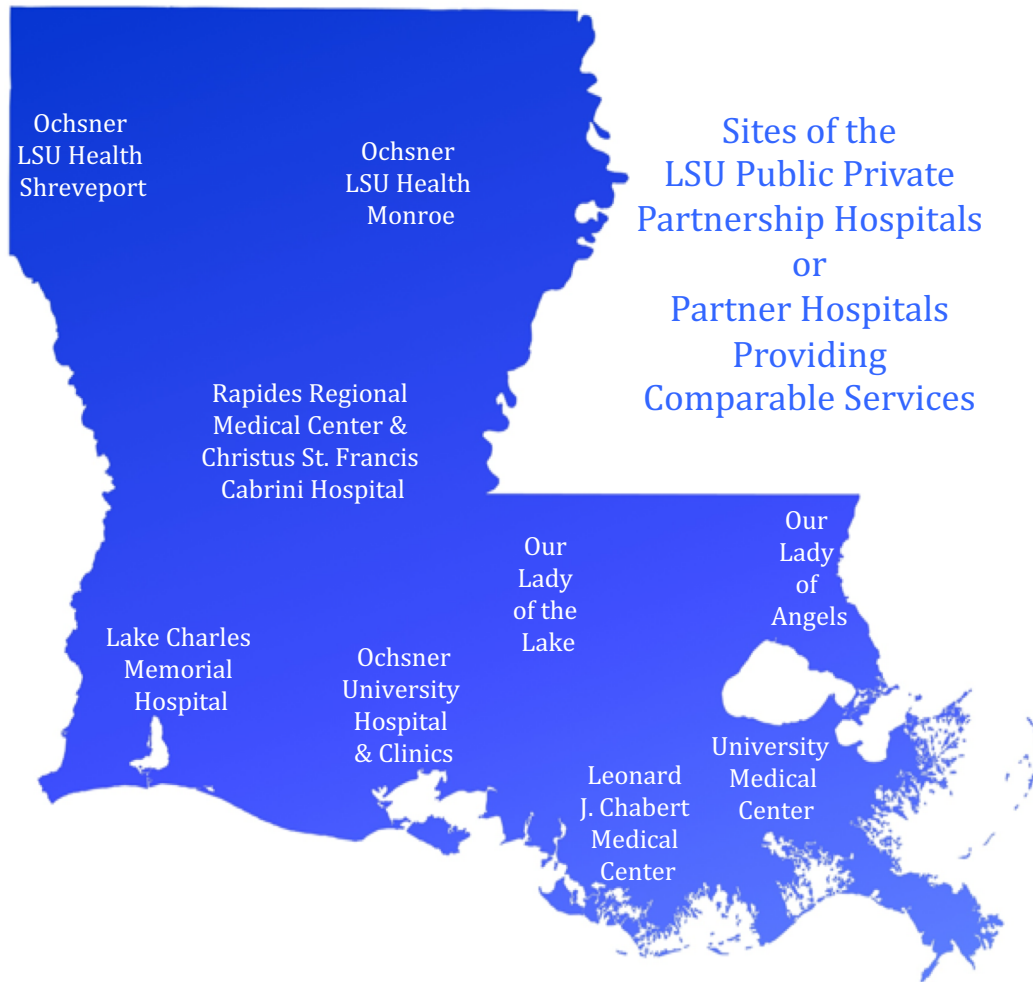 Ochsner
LSU Health
Shreveport
Ochsner
LSU Health
Monroe
Sites of the
LSU Public Private
Partnership Hospitals
or
Partner Hospitals
Providing
Comparable Services
Rapides Regional
Medical Center &
Christus St. Francis
Cabrini Hospital
Our
Lady
of the
Lake
Our
Lady
of
Angels
Lake Charles
Memorial
Hospital
Ochsner
University
Hospital
& Clinics
Leonard
J. Chabert
Medical
Center
University
Medical
Center